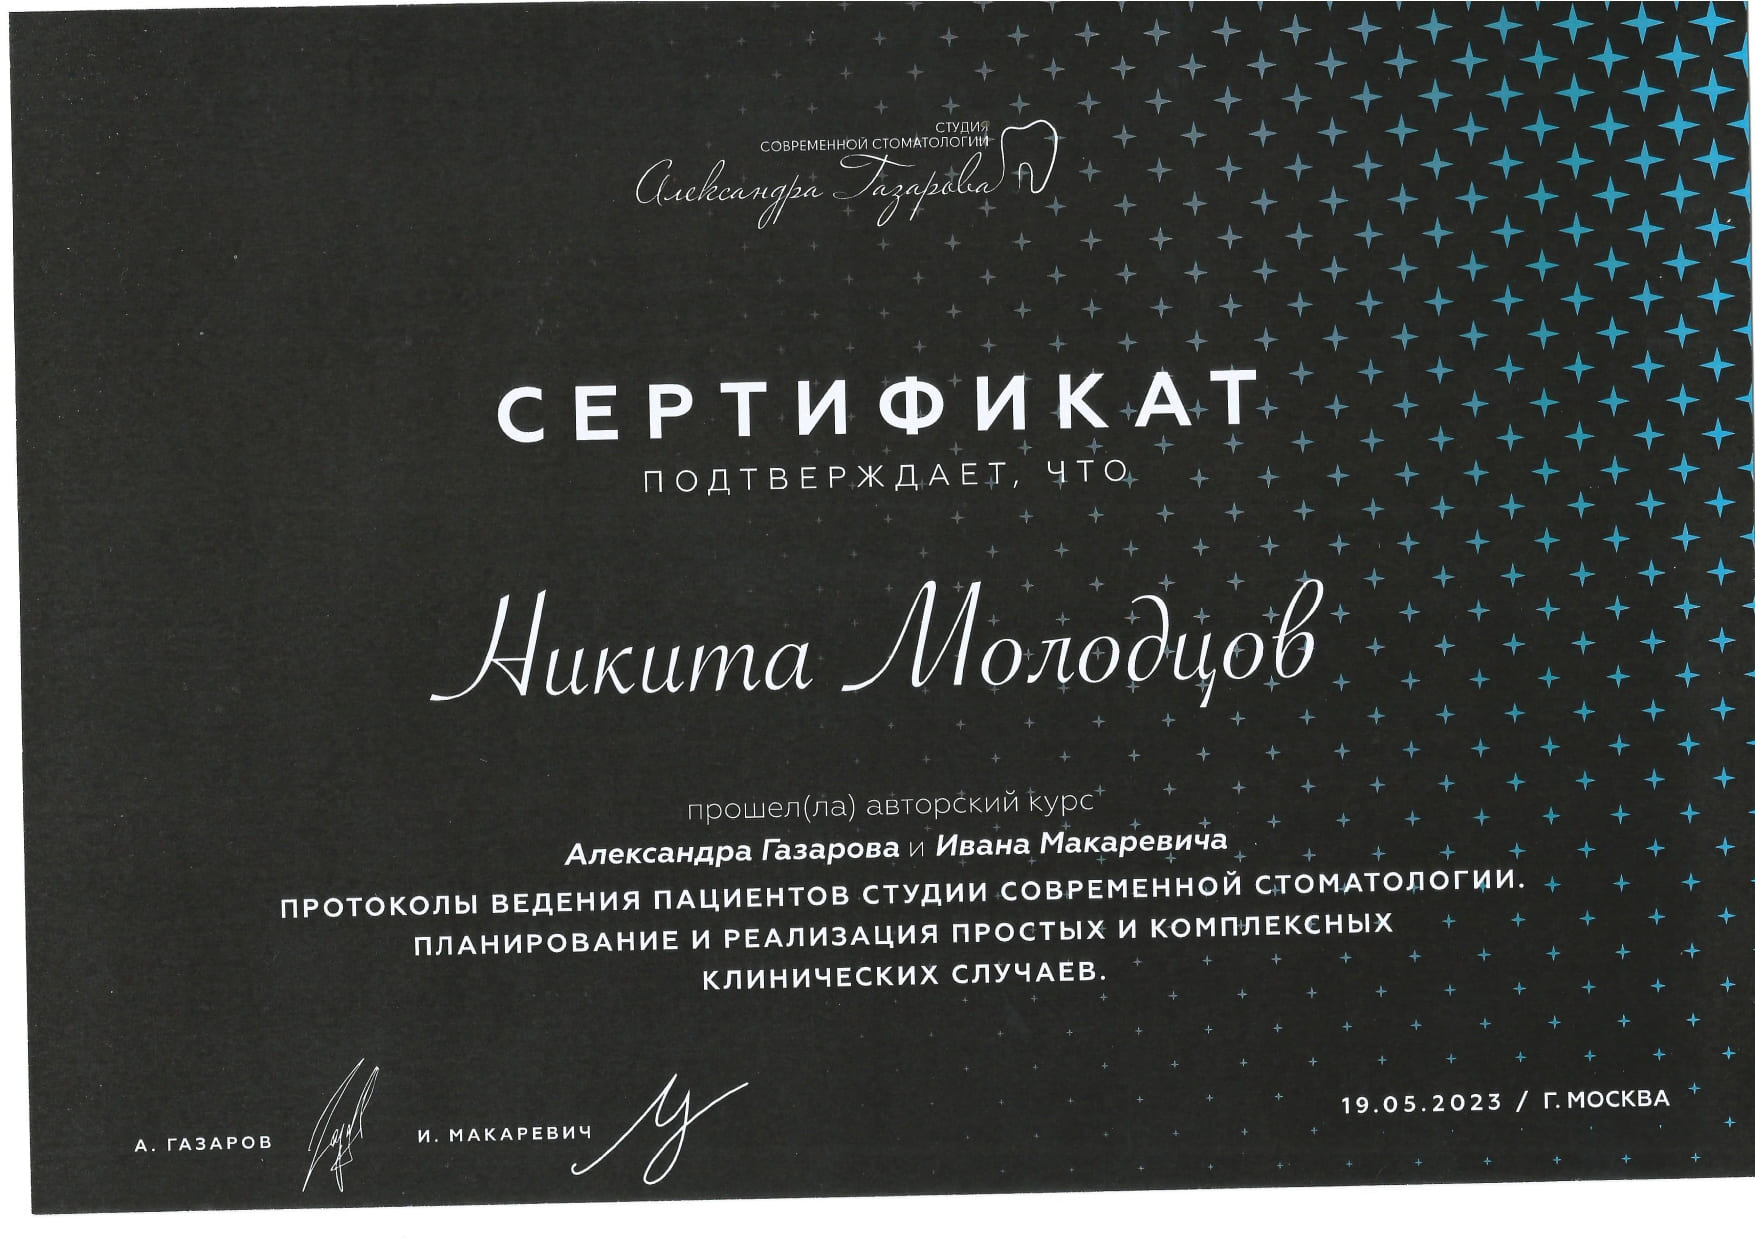 СТУДИЯ
СОВРЕМЕННОЙ СТОМАТОЛОГИИ
Александра Газарова
СЕРТИФИКАТ
ПОДТВЕРЖДАЕТ, ЧТО
Никита Молодцов
прошел(ла) авторский курс
Александра Газарова и Ивана Макаревича
ПРОТОКОЛЫ ВЕДЕНИЯ ПАЦИЕНТОВ СТУДИИ СОВРЕМЕННОЙ СТОМАТОЛОГИИ.
ПЛАНИРОВАНИЕ И РЕАЛИЗАЦИЯ ПРОСТЫХ И КОМПЛЕКСНЫХ
КЛИНИЧЕСКИХ СЛУЧАЕВ.
19.05.2023 / Г. МОСКВА
А. ГАЗАРОВ
И. МАКАРЕВИЧ